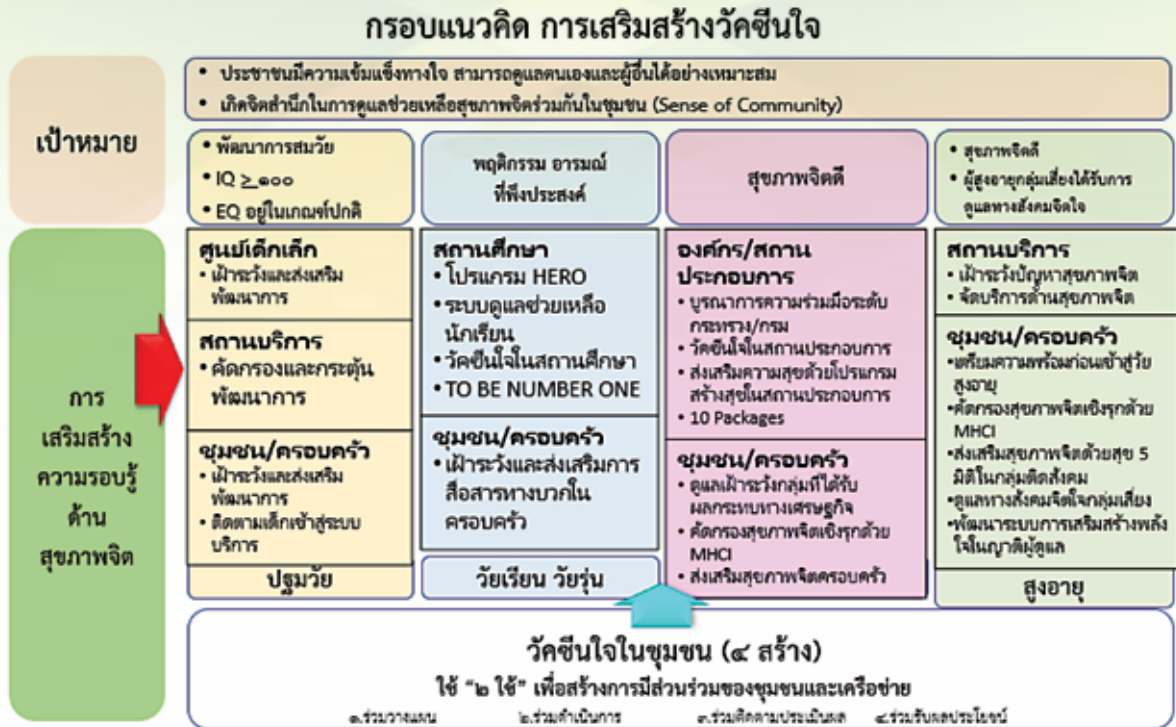 กรอบแนวคิด การเสริมสร้างวัคซีนใจ
เป้าหมาย
• ประชาชนมีความเข้มแข็งทางใจ สามารถดูแลตนเองและผู้อื่นได้อย่างเหมาะสม
• เกิดจิตสำนึกในการดูแลช่วยเหลือสุขภาพจิตร่วมกันในชุมชน (Sense of Community)
• พัฒนาการสมวัย
• IQ ≥๑๐๐
• EQ อยู่ในเกณฑ์ปกติ
พฤติกรรม อารมณ์
ที่พึงประสงค์
สุขภาพจิตดี
• สุขภาพจิตดี
• ผู้สูงอายุกลุ่มเสี่ยงได้รับการ
ดูแลทางสังคมจิตใจ
การ
เสริมสร้าง
ความรอบรู้
ด้าน
สุขภาพจิต
ศูนย์เด็กเล็ก
• เฝ้าระวังและส่งเสริม
พัฒนาการ
สถานบริการ
• คัดกรองและกระตุ้น
พัฒนาการ
ชุมชน/ครอบครัว
• เฝ้าระวังและส่งเสริม
พัฒนาการ
• ติดตามเด็กเข้าสู่ระบบ
บริการ
ปฐมวัย
สถานศึกษา
• โปรแกรม HERO
• ระบบดูแลช่วยเหลือ
นักเรียน
• วัคซีนใจในสถานศึกษา
• TO BE NUMBER ONE
ชุมชน/ครอบครัว
• เฝ้าระวังและส่งเสริมการ
สื่อสารทางบวกใน
ครอบครัว
วัยเรียน วัยรุ่น
องค์กร/สถาน
ประกอบการ
• บูรณาการความร่วมมือระดับ
กระทรวง/กรม
• วัคซีนใจในสถานประกอบการ
• ส่งเสริมความสุขด้วยโปรแกรม
สร้างสุขในสถานประกอบการ
• 10 Packages
ชุมชน/ครอบครัว
• ดูแลเฝ้าระวังกลุ่มที่ได้รับ
ผลกระทบทางเศรษฐกิจ
• คัดกรองสุขภาพจิตเชิงรุกด้วย
MHCI
• ส่งเสริมสุขภาพจิตครอบครัว
สถานบริการ
• เฝ้าระวังปัญหาสุขภาพจิต
• จัดบริการด้านสุขภาพจิต
ชุมชน/ครอบครัว
•เตรียมความพร้อมก่อนเข้าสู่วัย
สูงอายุ
•คัดกรองสุขภาพจิตเชิงรุกด้วย
MHCI
•ส่งเสริมสุขภาพจิตด้วยสุข 5
มิติในกลุ่มติดสังคม
•ดูแลทางสังคมจิตใจกลุ่มเสี่ยง
•พัฒนาระบบการเสริมสร้างพลัง
ใจในญาติผู้ดูแล
สูงอายุ
วัคซีนใจในชุมชน (๔ สร้าง)
ใช้ “๒ ใช้” เพื่อสร้างการมีส่วนร่วมของชุมชนและเครือข่าย
๑.ร่วมวางแผน ๒.ร่วมดำเนินการ ๓.ร่วมติดตามประเมินผล ๔.ร่วมรับผลประโยชน์